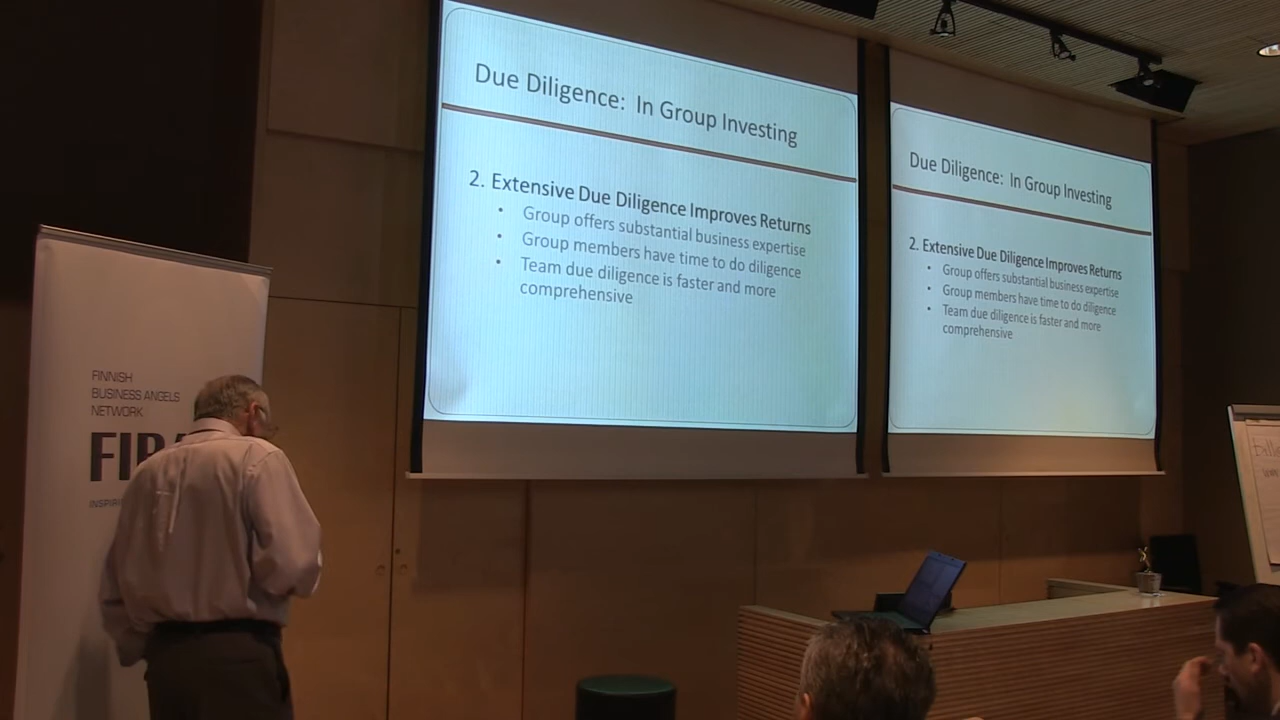 Due Diligence: In Group Investing
2. Extensive Due Diligence Improves Returns
• Group offers substantial business expertise
• Group members have time to do diligence
• Team due diligence is faster and more
comprehensive
Due Diligence: In Group Investing
2. Extensive Due Diligence Improves Returns
• Group offers substantial business expertise
• Group members have time to do diligence
• Team due diligence is faster and more
comprehensive
FINNISH
BUSINESS ANGELS
NETWORK